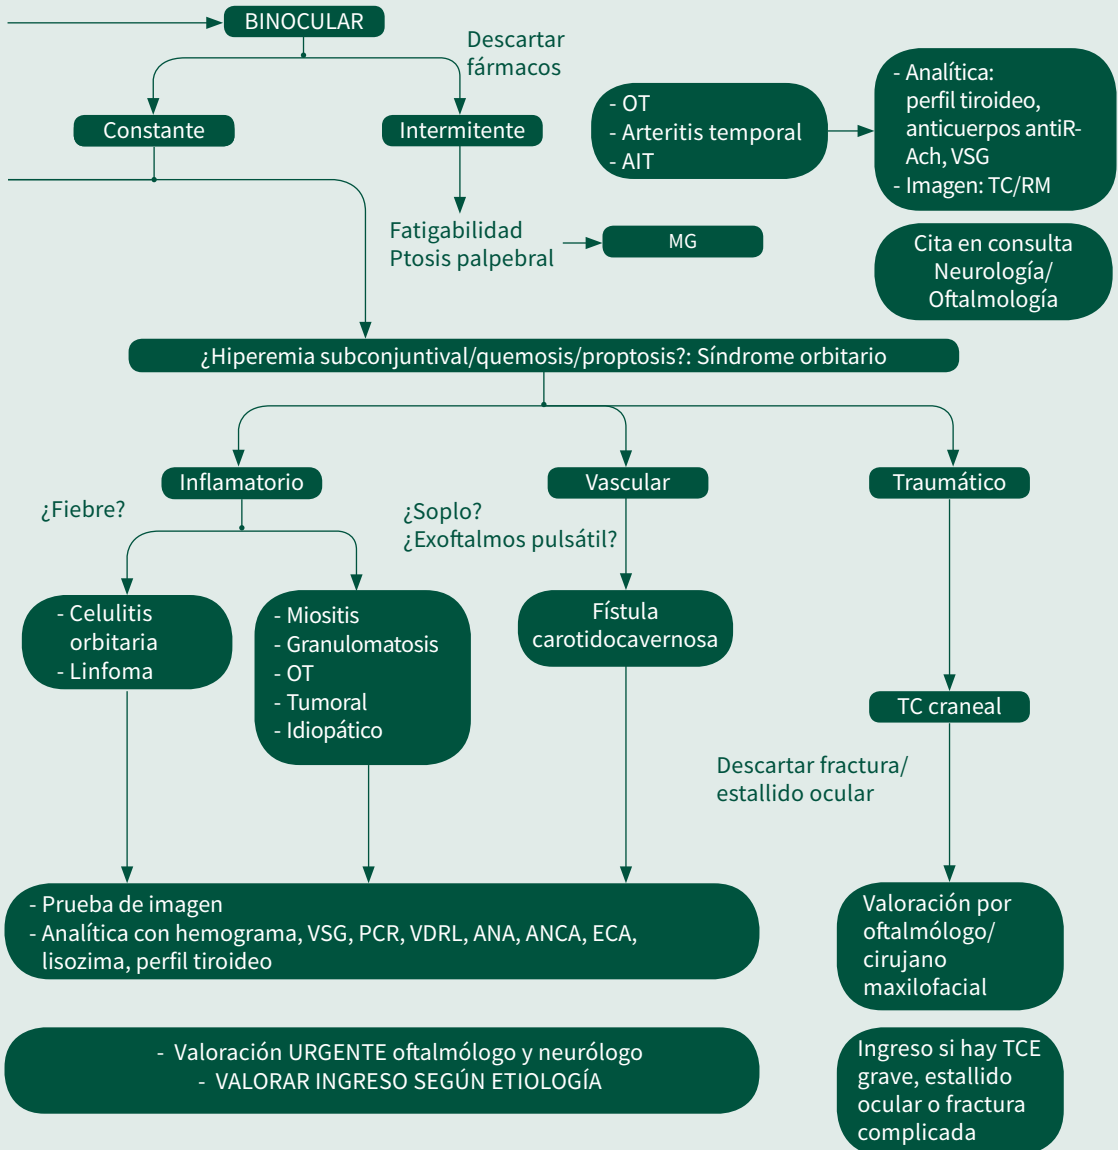 BINOCULAR
Descartar
fármacos
Constante
Intermitente
- OT
- Arteritis temporal
- AIT
- Analítica:
perfil tiroideo,
anticuerpos antiR-
Ach, VSG
- Imagen: TC/RM
Fatigabilidad
Ptosis palpebral
MG
Cita en consulta
Neurología/
Oftalmología
¿Hiperemia subconjuntival/quemosis/proptosis?: Síndrome orbitario
Inflamatorio
Vascular
Traumático
¿Fiebre?
¿Soplo?
¿Exoftalmos pulsátil?
- Celulitis
orbitaria
- Linfoma
- Miositis
- Granulomatosis
- OT
- Tumoral
- Idiopático
Fístula
carotidocavernosa
TC craneal
Descartar fractura/
estallido ocular
- Prueba de imagen
- Analítica con hemograma, VSG, PCR, VDRL, ANA, ANCA, ECA,
lisozima, perfil tiroideo
Valoración por
oftalmólogo/
cirujano
maxilofacial
- Valoración URGENTE oftalmólogo y neurólogo
- VALORAR INGRESO SEGÚN ETIOLOGÍA
Ingreso si hay TCE
grave, estallido
ocular o fractura
complicada